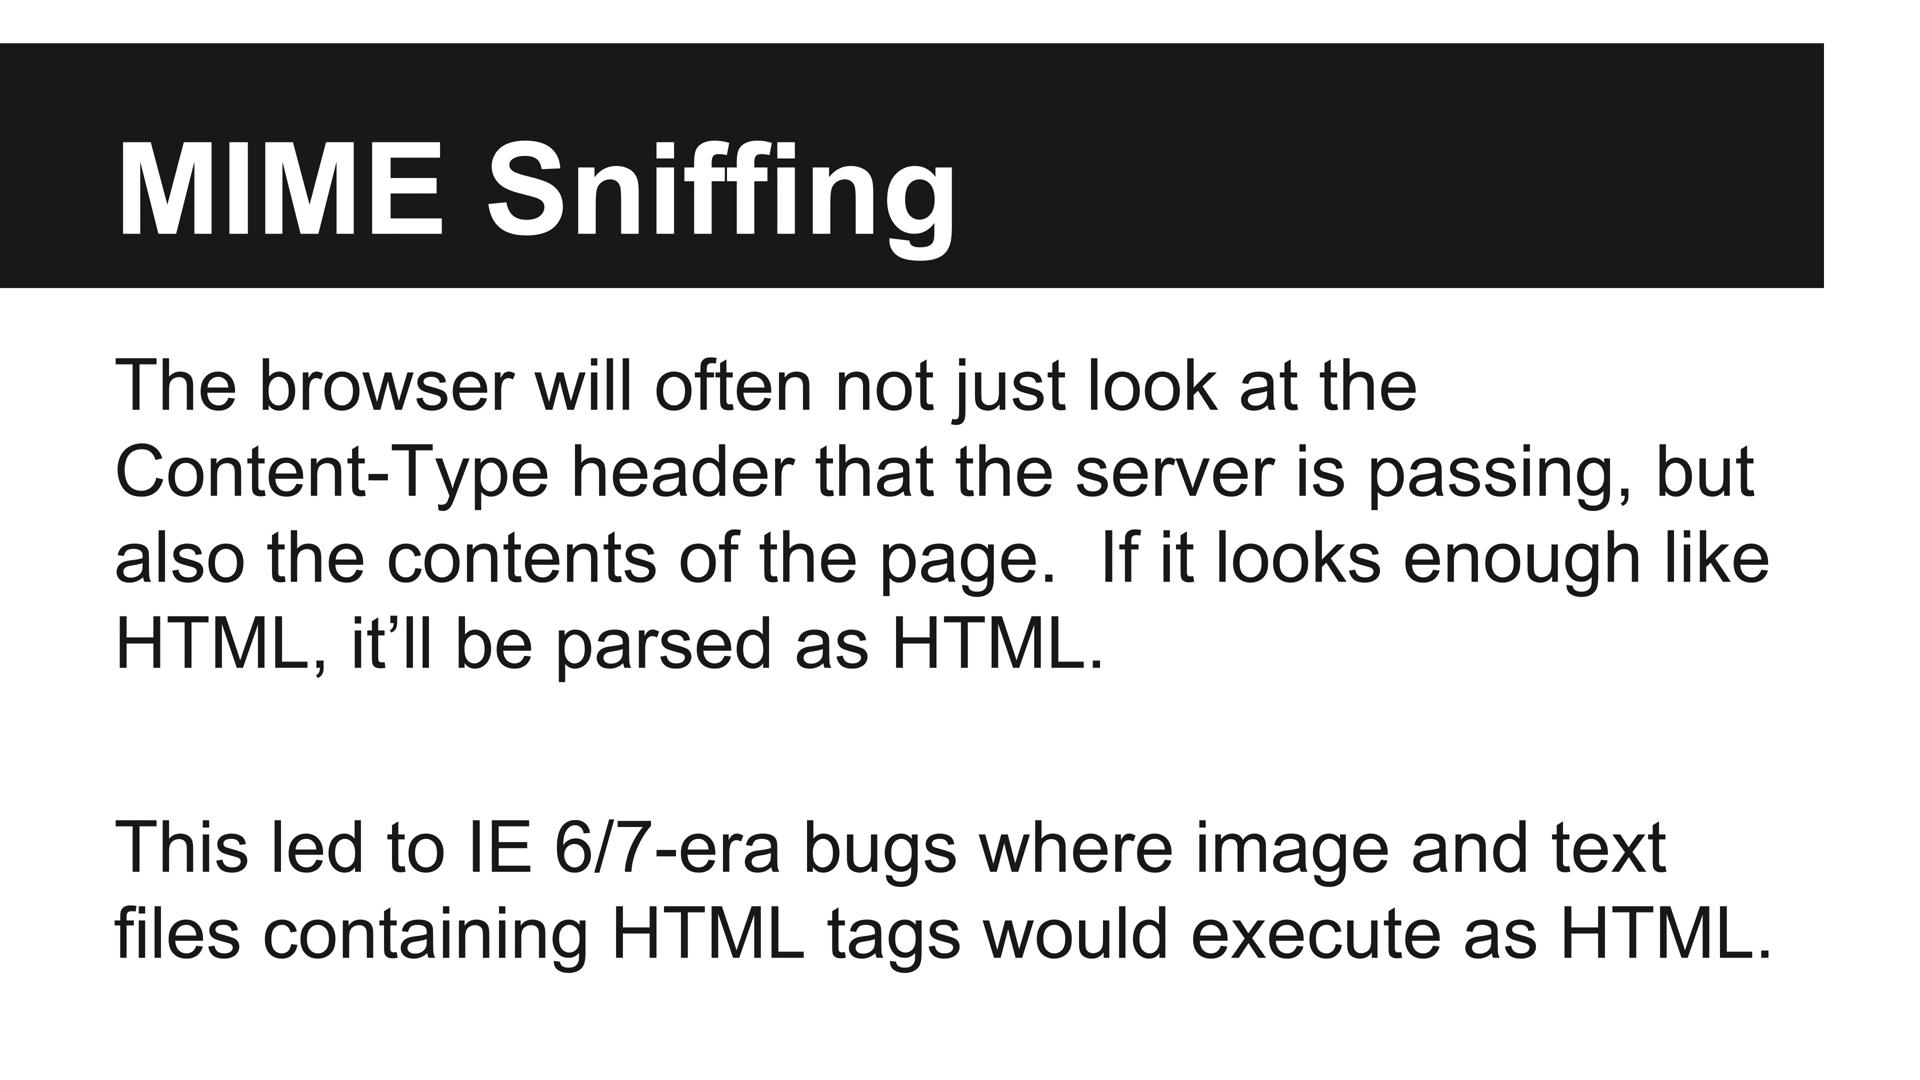 MIME Sniffing
The browser will often not just look at the
Content-Type header that the server is passing, but
also the contents of the page.  If it looks enough like
HTML, it’ll be parsed as HTML.
This led to IE 6/7-era bugs where image and text
files containing HTML tags would execute as HTML.